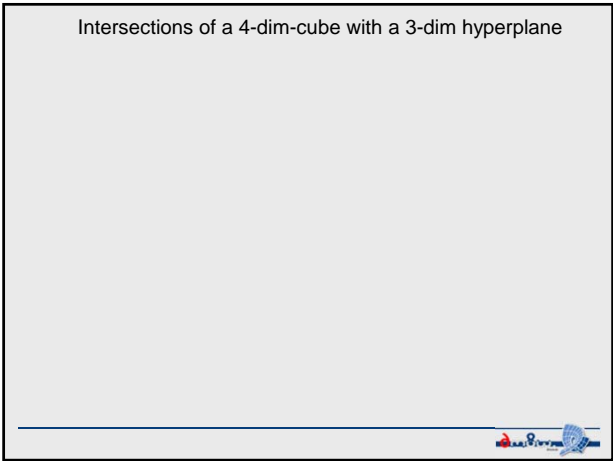 Intersections of a 4-dim-cube with a 3-dim hyperplane